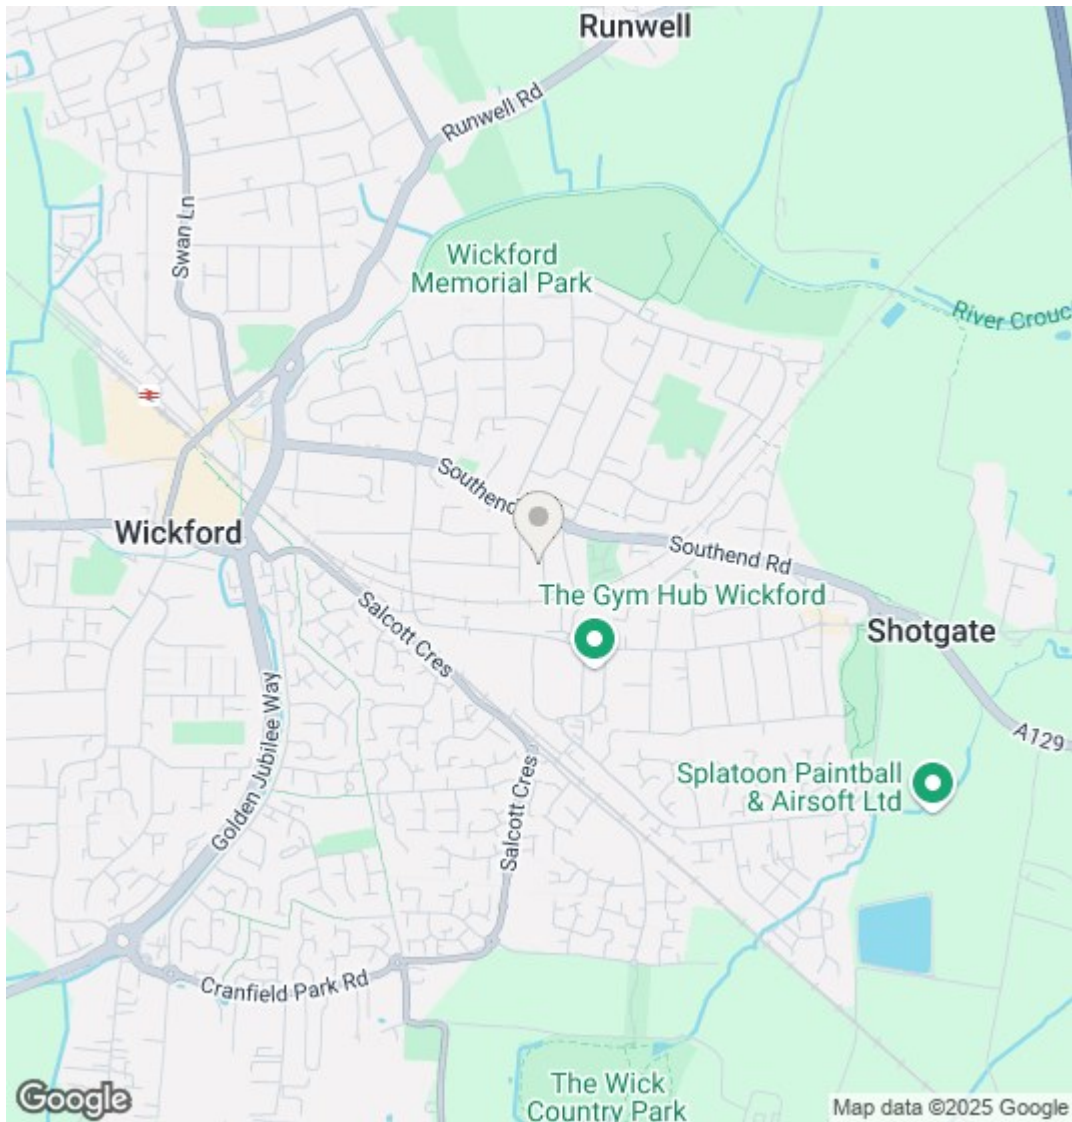 Runwell
Runwell Rd
Swan Ln
Wickford
Memorial Park
River Crouc
Southend
Wickford
Southend Rd
The Gym Hub Wickford
Salcott Cres
Shotgate
Golden Jubilee Way
A129
Splatoon Paintball
& Airsoft Ltd
Salcott Cres
Cranfield Park Rd
The Wick
Country Park
Google
Map data ©2025 Google